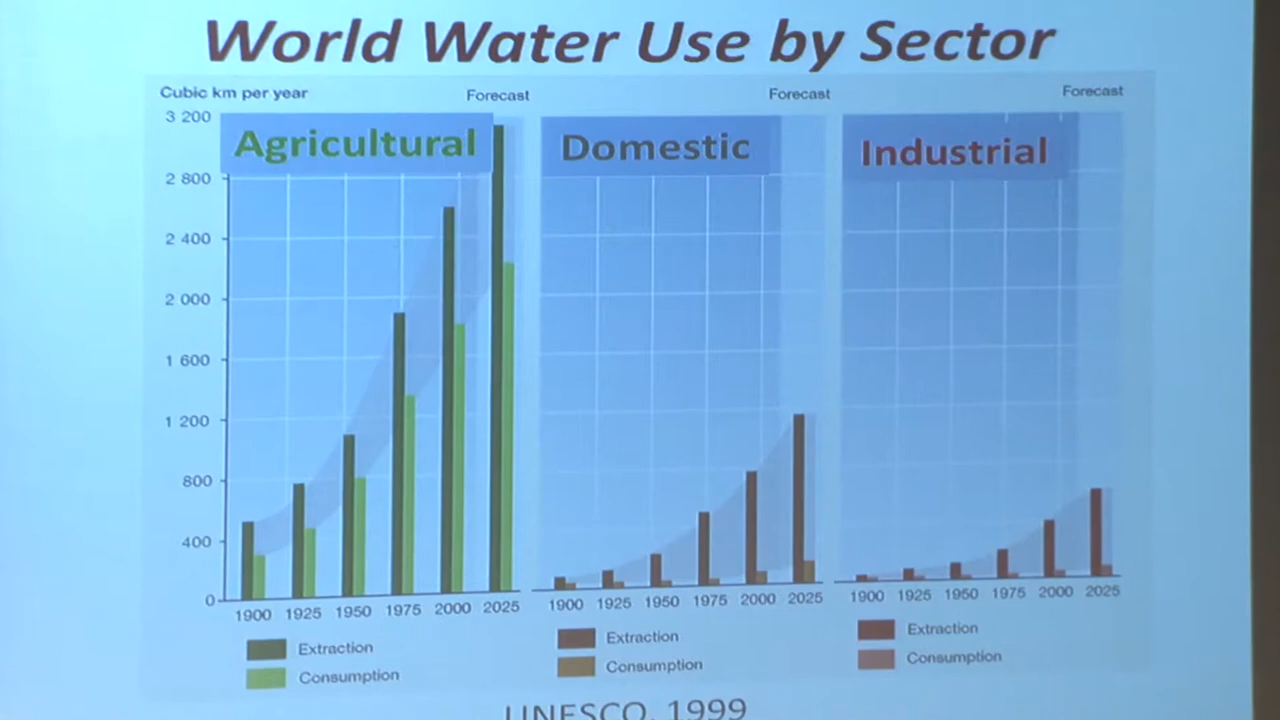 World Water Use by Sector
Cubic km per year
Forecast
Forecast
Forecast
Agricultural
Domestic
Industrial
3 200
2 800
2 400
2 000
1 600
1 200
800
400
0
1900 1925 1950 1975 2000 2025
1900 1925 1950 1975 2000 2025
1900 1925 1950 1975 2000 2025
Extraction
Consumption
Extraction
Consumption
Extraction
Consumption
UNESCO, 1999